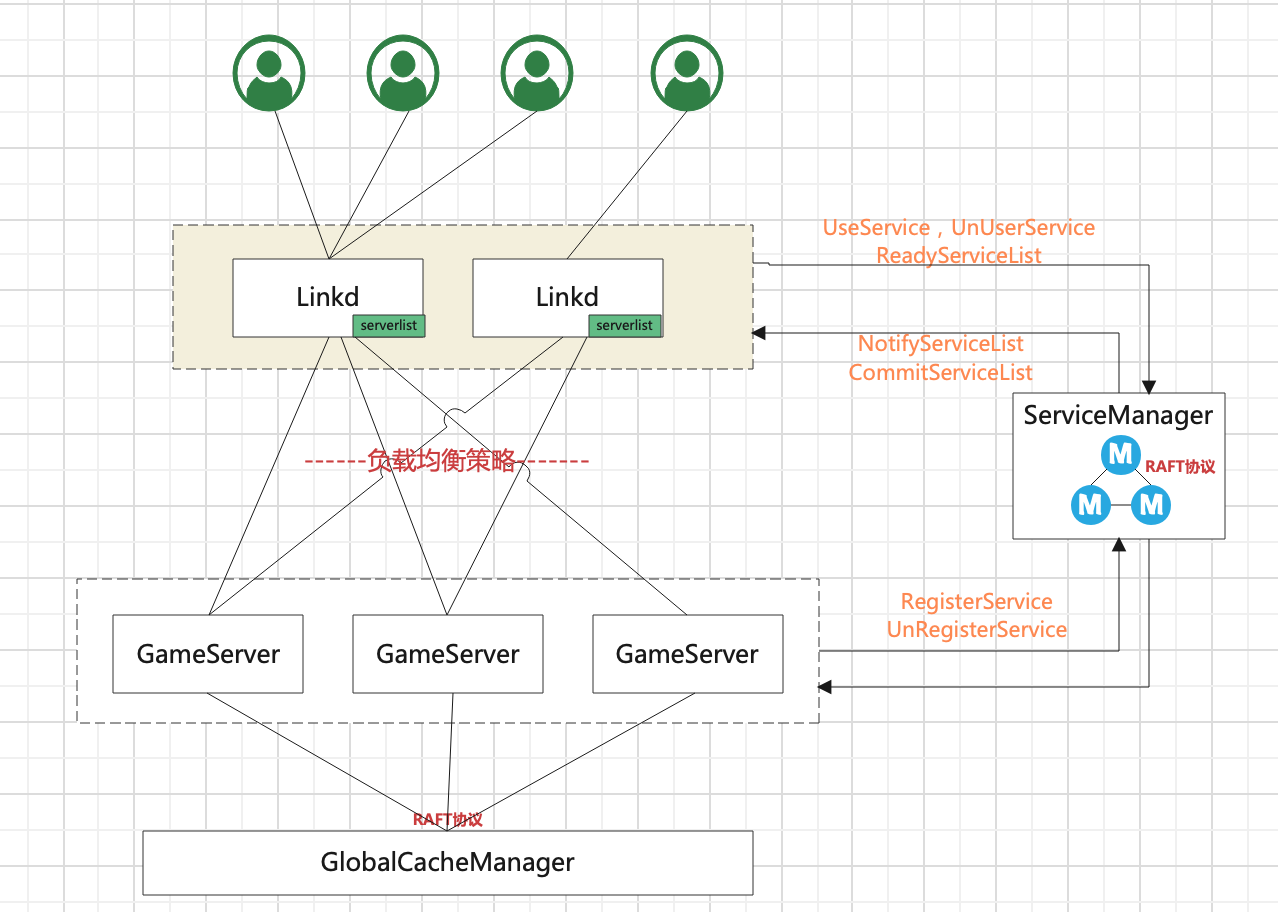 UseService，UnUserService
ReadyServiceList
Linkd
serverlist
Linkd
serverlist
NotifyServiceList
CommitServiceList
ServiceManager
M
RAFT协议
M
M
------负载均衡策略-------
RegisterService
UnRegisterService
GameServer
GameServer
GameServer
RAFT协议
GlobalCacheManager